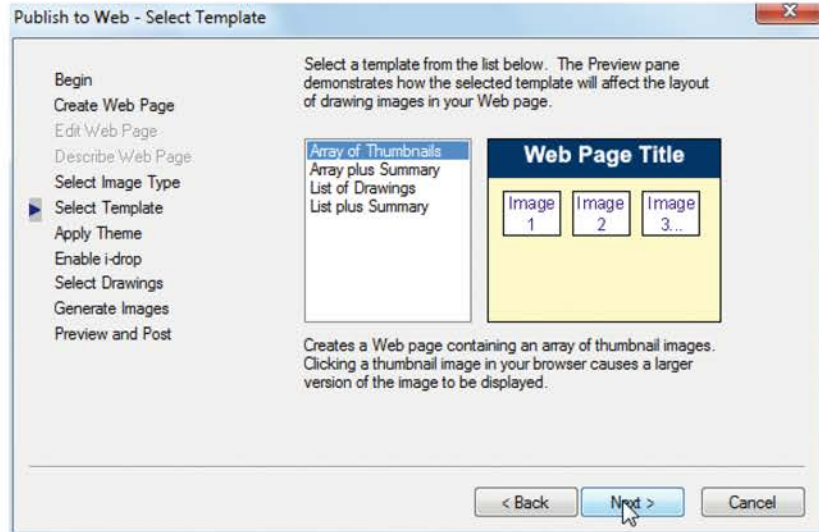 Publish to Web - Select Template
Begin
Create Web Page
Edit Web Page
Describe Web Page
Select Image Type
Select Template
Apply Theme
Enable i-drop
Select Drawings
Generate Images
Preview and Post
Select a template from the list below. The Preview pane
demonstrates how the selected template will affect the layout
of drawing images in your Web page.
Array of Thumbnails
Array plus Summary
List of Drawings
List plus Summary
Web Page Title
Image
1
Image
2
Image
3...
Creates a Web page containing an array of thumbnail images.
Clicking a thumbnail image in your browser causes a larger
version of the image to be displayed.
< Back
Next >
Cancel